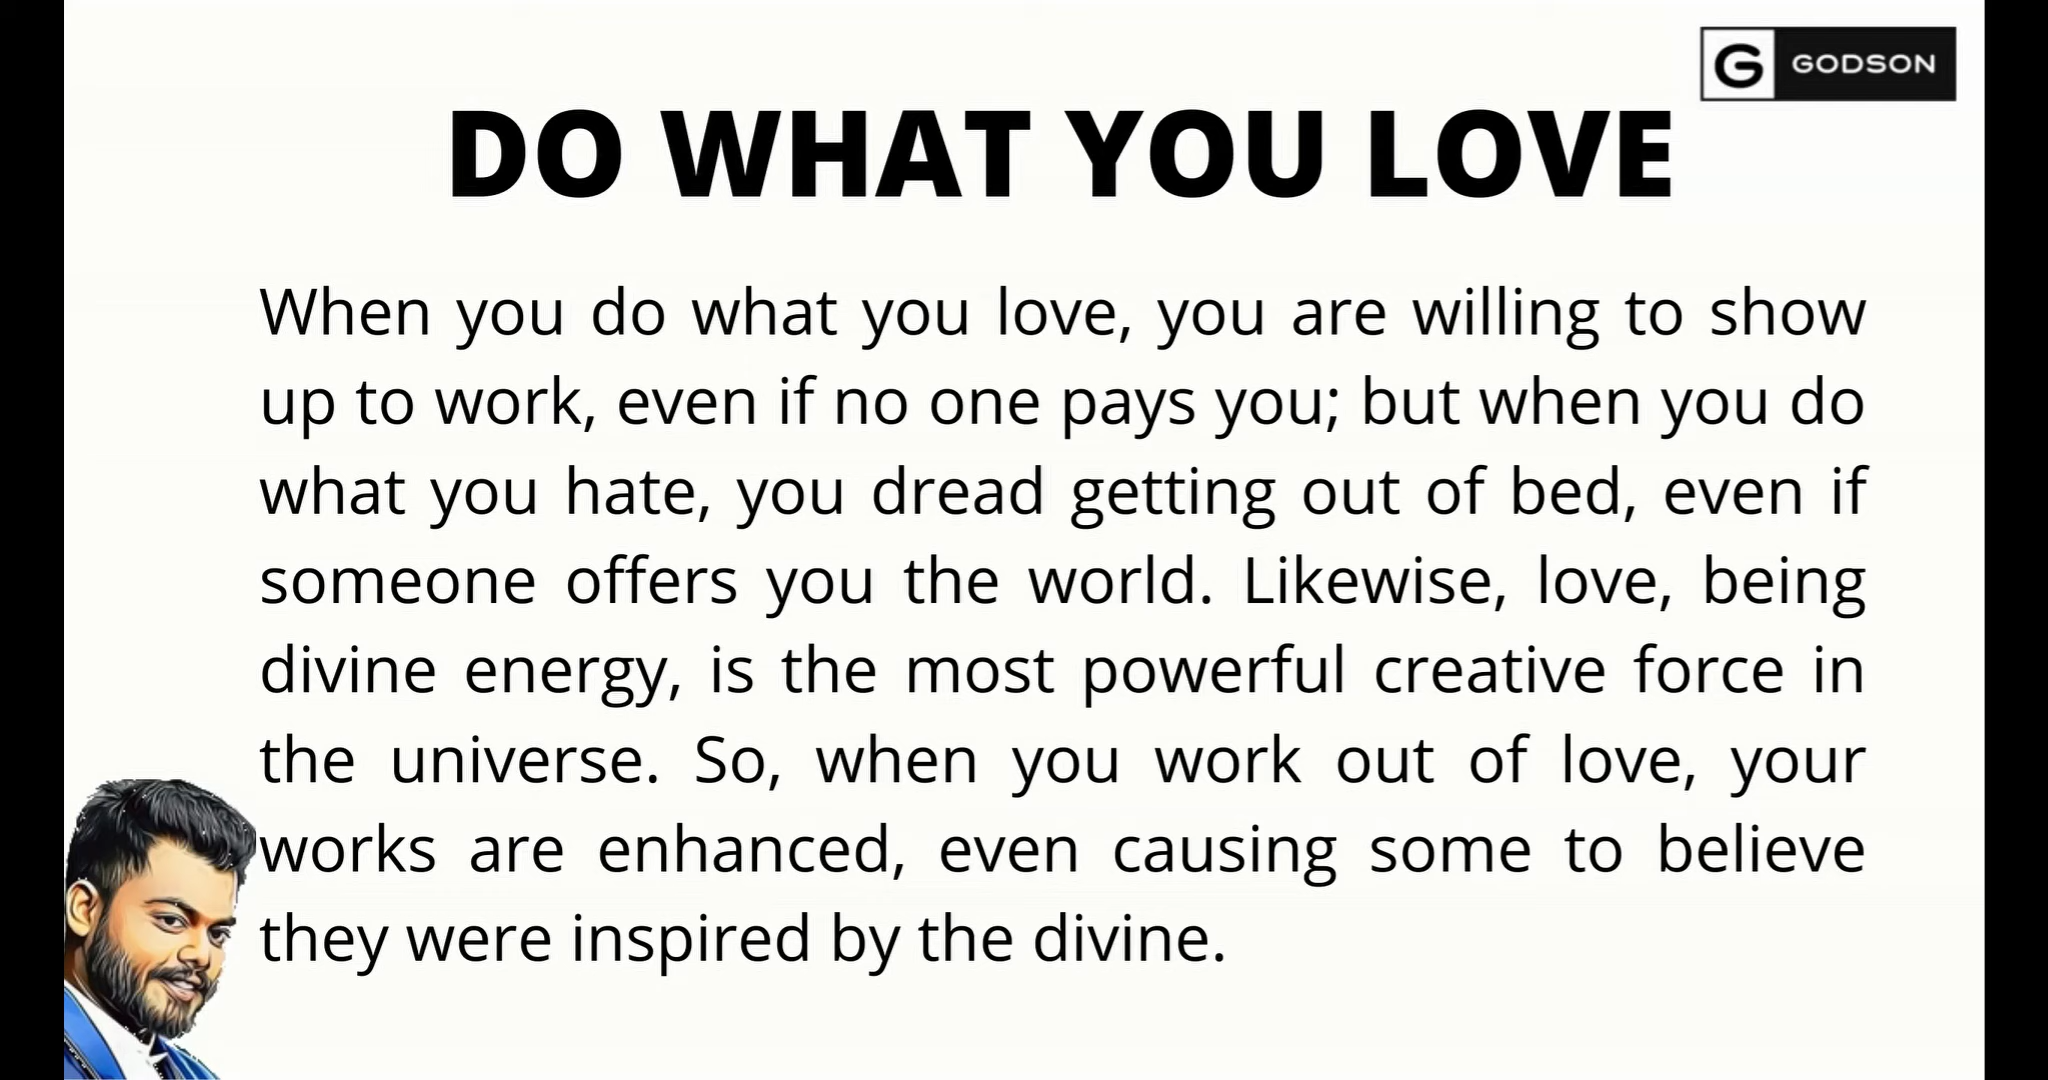 G GODSON
DO WHAT YOU LOVE
When you do what you love, you are willing to show
up to work, even if no one pays you; but when you do
what you hate, you dread getting out of bed, even if
someone offers you the world. Likewise, love, being
divine energy, is the most powerful creative force in
the universe. So, when you work out of love, your
works are enhanced, even causing some to believe
they were inspired by the divine.